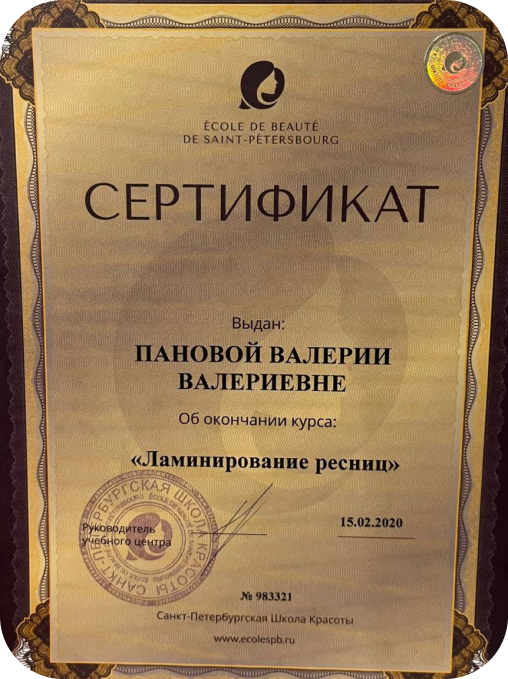 ÉCOLE DE BEAUTÉ
DE SAINT-PÉTERSBOURG
СЕРТИФИКАТ
Выдан:
ПАНОВОЙ ВАЛЕРИИ
ВАЛЕРИЕВНЕ
Об окончании курса:
«Ламинирование ресниц»
САНКТ-ПЕТЕРБУРГСКАЯ ШКОЛА КРАСОТЫ
Руководитель
учебного центра
15.02.2020
№ 983321
Санкт-Петербургская Школа Красоты
www.ecolespb.ru